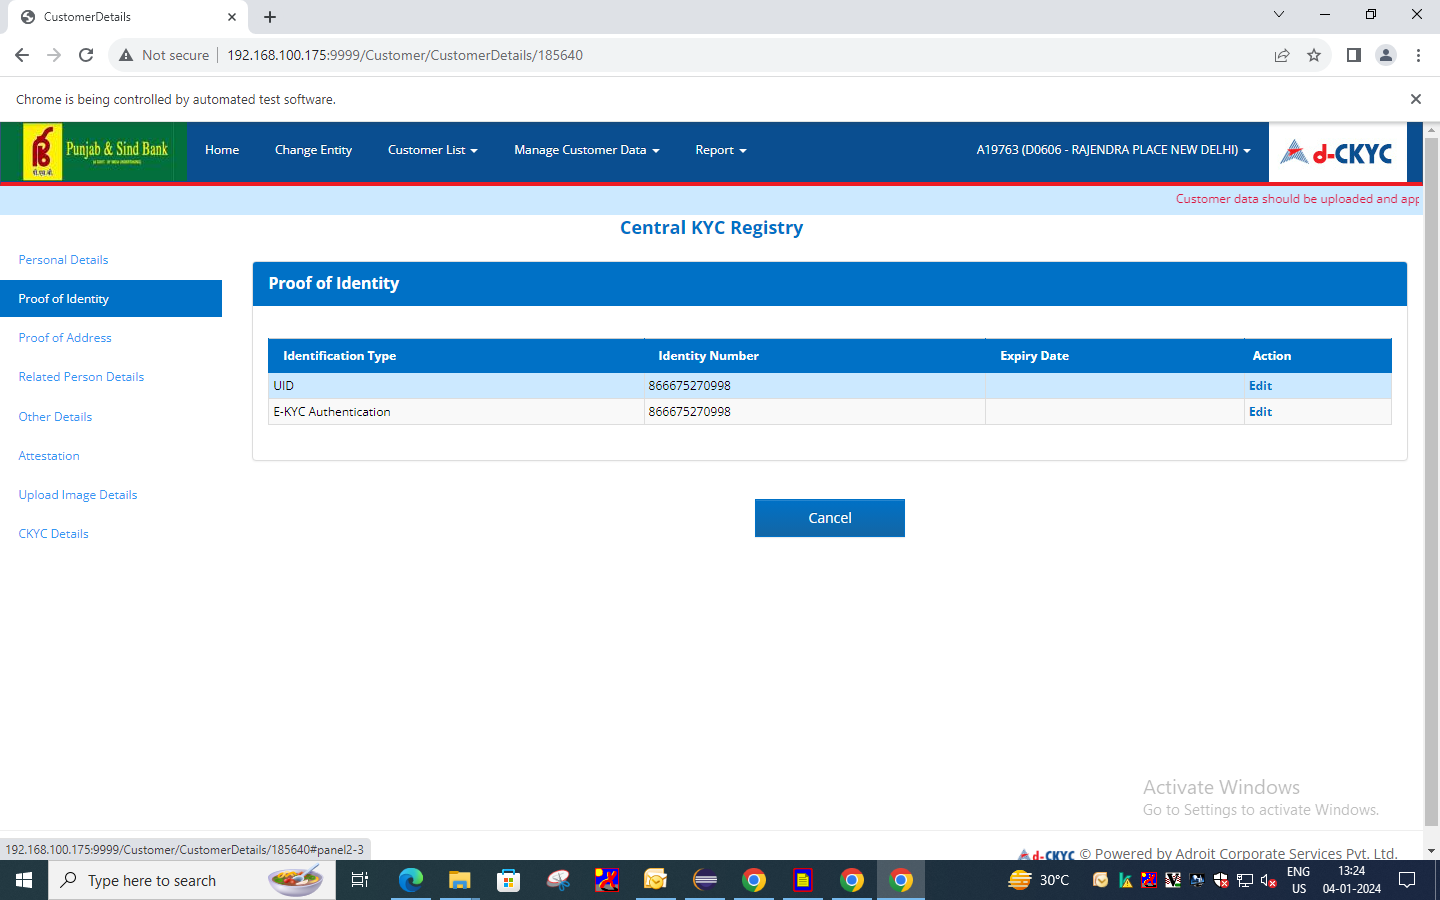 CustomerDetails
Not secure 192.168.100.175:9999/Customer/CustomerDetails/185640
Chrome is being controlled by automated test software.
Punjab & Sind Bank
पी.एस.बी.
Home Change Entity Customer List Manage Customer Data Report A19763 (D0606 - RAJENDRA PLACE NEW DELHI) d-CKYC
Customer data should be uploaded and app
Central KYC Registry
Personal Details
Proof of Identity
Proof of Address
Related Person Details
Other Details
Attestation
Upload Image Details
CKYC Details
Proof of Identity
Identification Type Identity Number Expiry Date Action
UID 866675270998 Edit
E-KYC Authentication 866675270998 Edit
Cancel
Activate Windows
Go to Settings to activate Windows.
192.168.100.175:9999/Customer/CustomerDetails/185640#panel2-3
d-CKYC © Powered by Adroit Corporate Services Pvt. Ltd.
Type here to search
30°C
ENG
US
13:24
04-01-2024